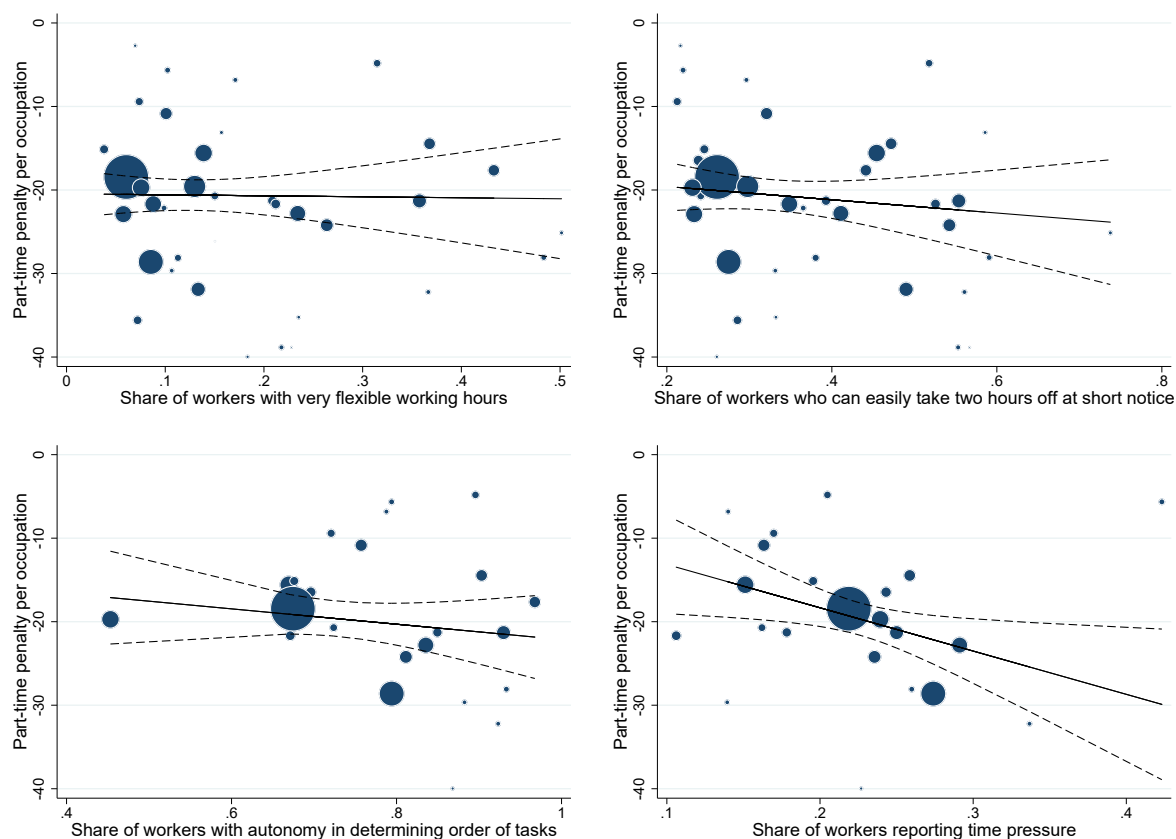 0
-10
-20
-30
-40
Part-time penalty per occupation
0 .1 .2 .3 .4 .5
Share of workers with very flexible working hours
0
-10
-20
-30
-40
Part-time penalty per occupation
.2 .4 .6 .8
Share of workers who can easily take two hours off at short notice
0
-10
-20
-30
-40
Part-time penalty per occupation
.4 .6 .8 1
Share of workers with autonomy in determining order of tasks
0
-10
-20
-30
-40
Part-time penalty per occupation
.1 .2 .3 .4
Share of workers reporting time pressure